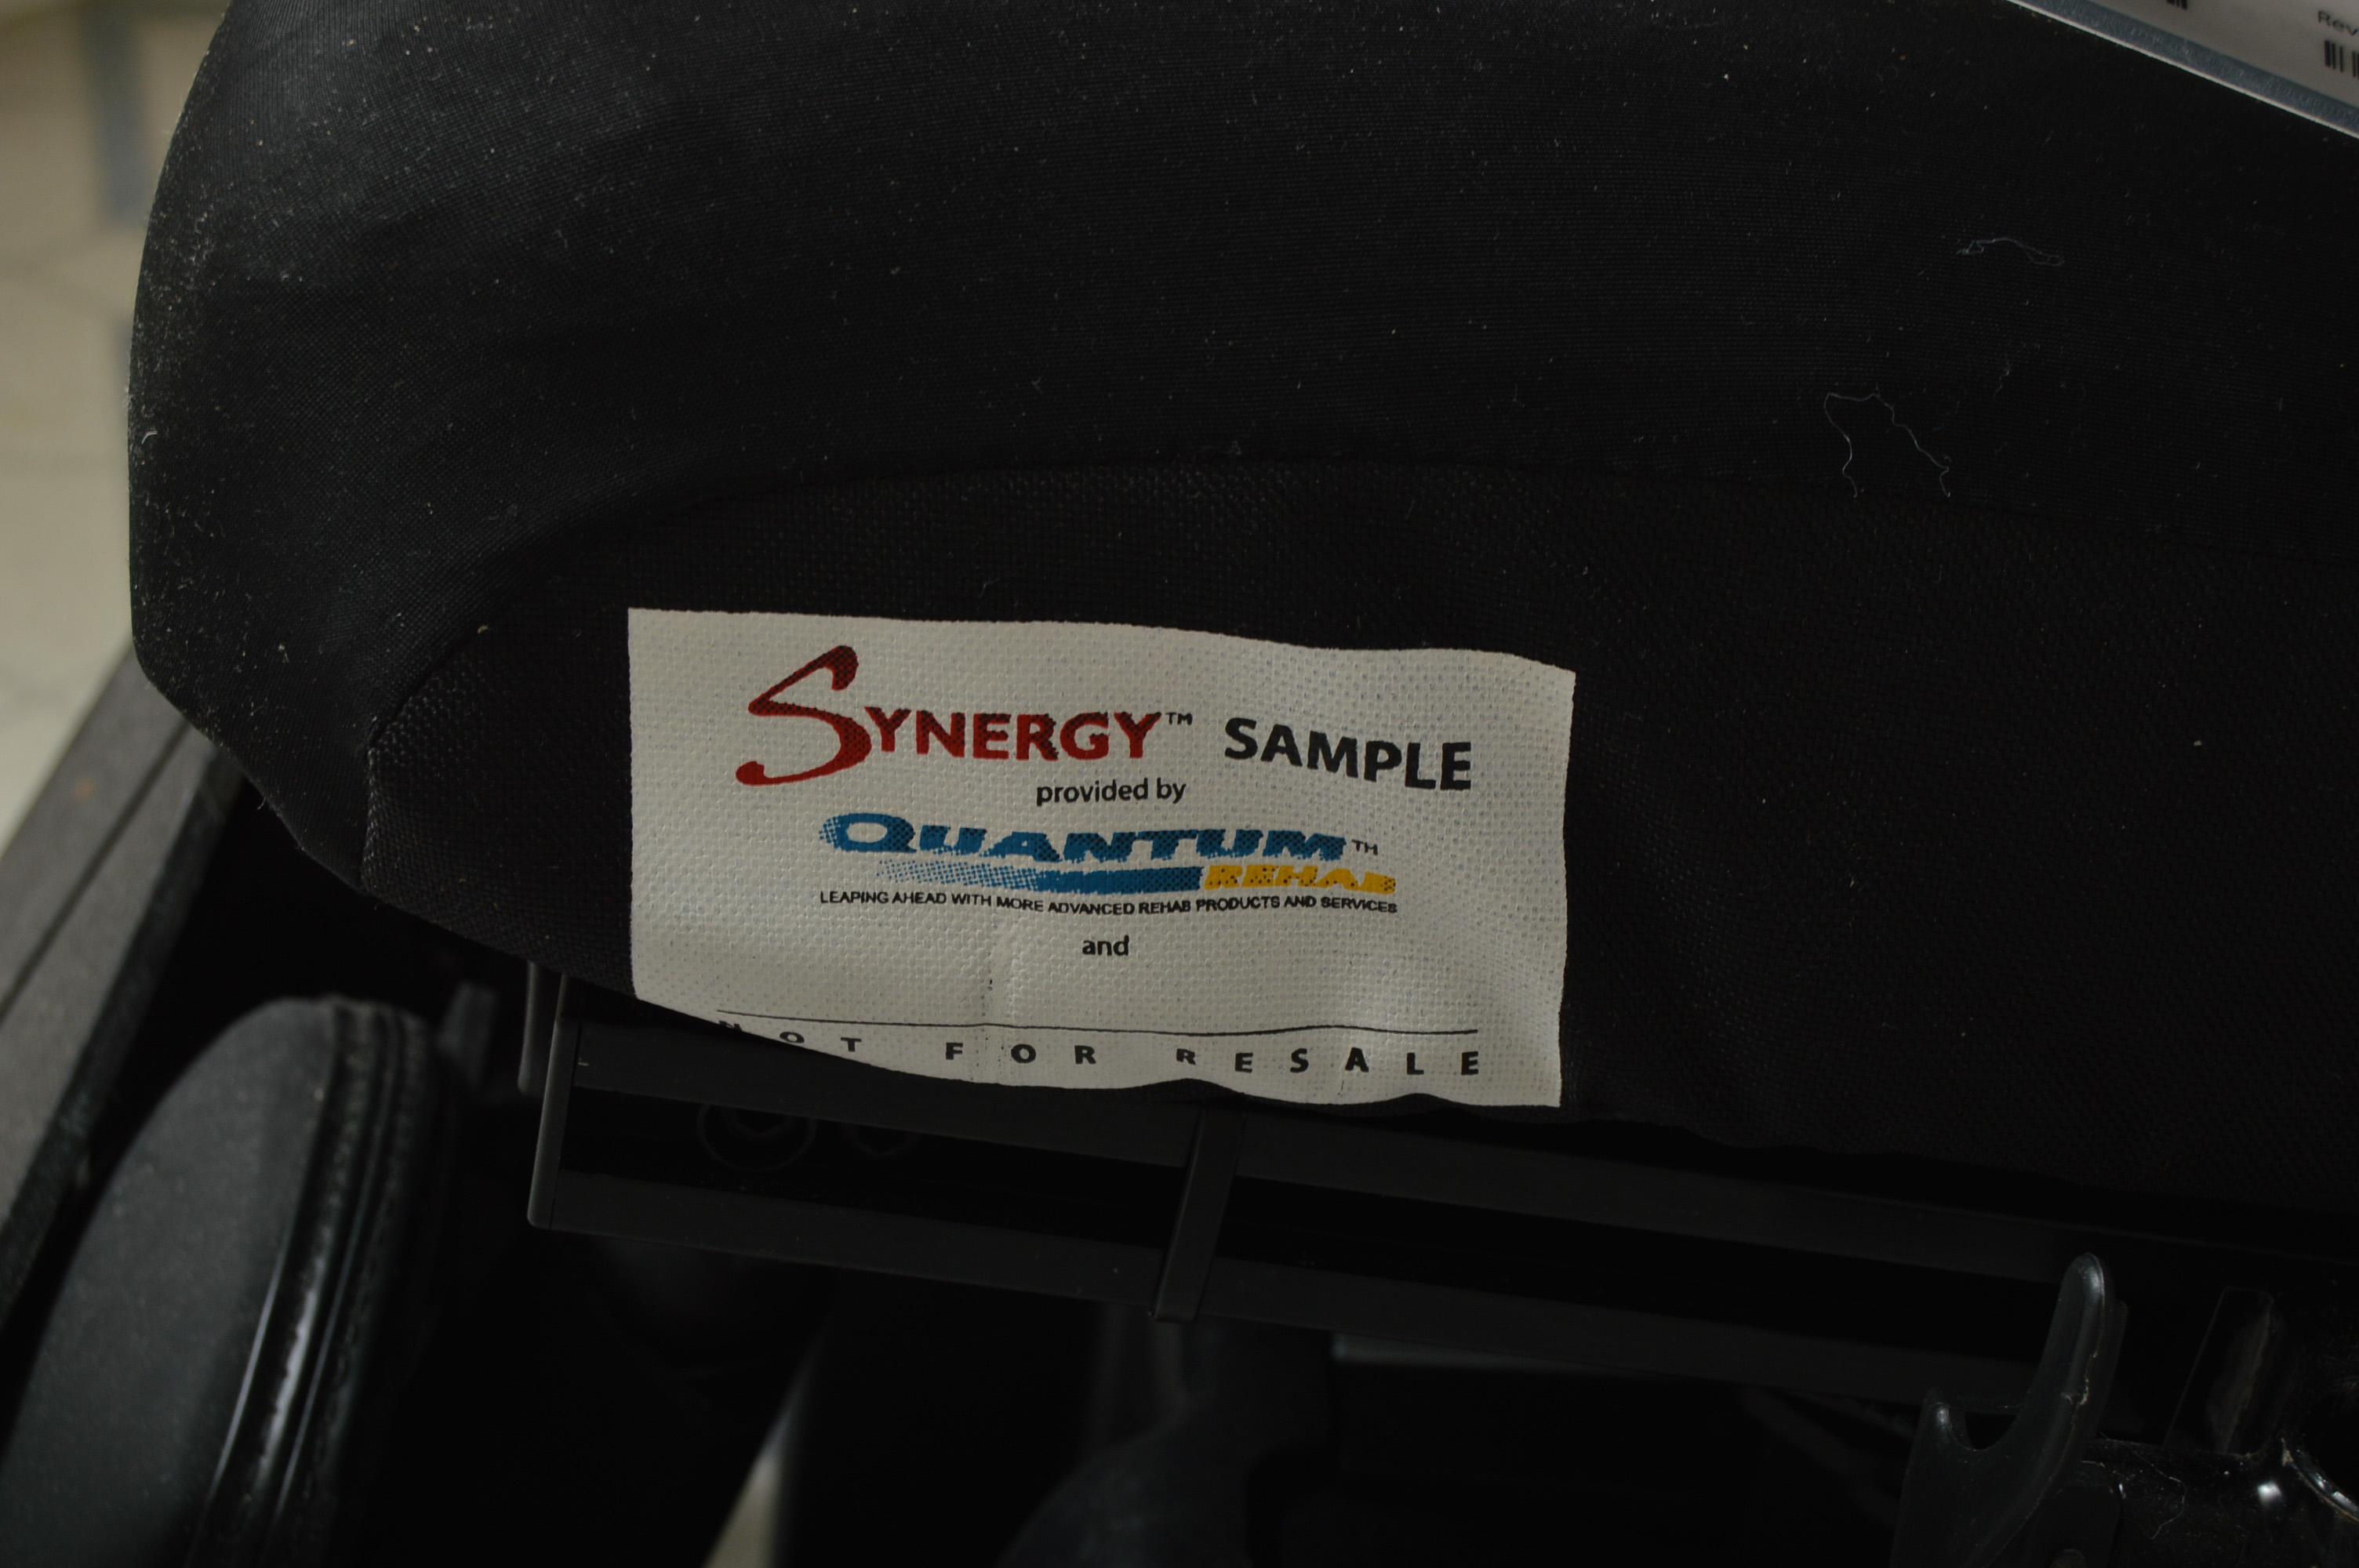 Rev
SYNERGY™ SAMPLE
provided by
QUANTUM™
REHAB
LEAPING AHEAD WITH MORE ADVANCED REHAB PRODUCTS AND SERVICES
and
NOT FOR RESALE